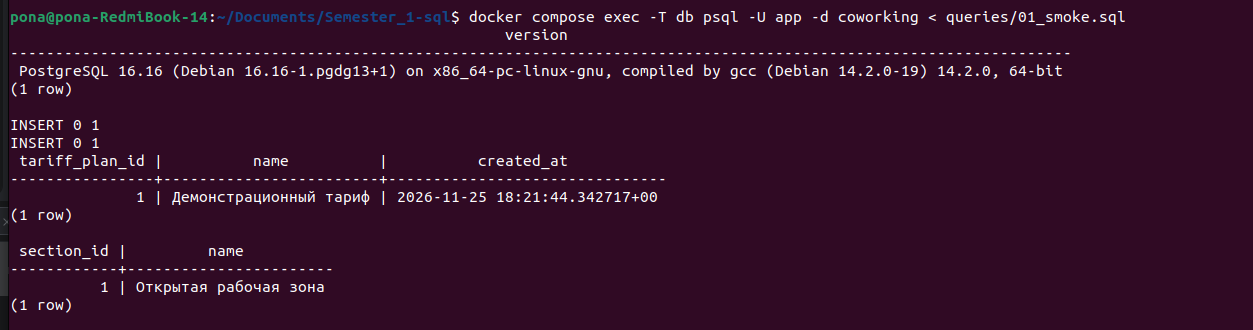 pona@pona-RedmiBook-14:~/Documents/Semester_1-sql$ docker compose exec -T db psql -U app -d coworking < queries/01_smoke.sql
version
----------------------------------------------------------------------------------------------------------------------
PostgreSQL 16.16 (Debian 16.16-1.pgdg13+1) on x86_64-pc-linux-gnu, compiled by gcc (Debian 14.2.0-19) 14.2.0, 64-bit
(1 row)

INSERT 0 1
INSERT 0 1
 tariff_plan_id |          name          |          created_at
----------------+------------------------+-------------------------------
              1 | Демонстрационный тариф | 2026-11-25 18:21:44.342717+00
(1 row)

 section_id |         name
------------+-----------------------
          1 | Открытая рабочая зона
(1 row)